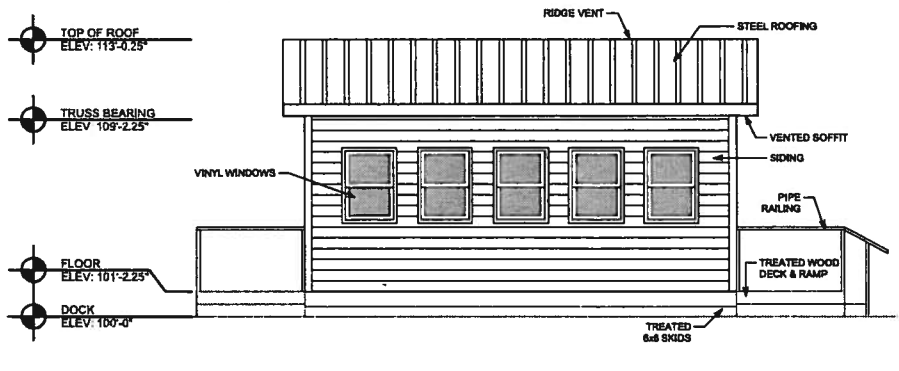 RIDGE VENT
STEEL ROOFING
TOP OF ROOF
ELEV: 113'-0.25"
TRUSS BEARING
ELEV 109'-2.25"
VENTED SOFFIT
SIDING
VINYL WINDOWS
PIPE
RAILING
FLOOR
ELEV: 101'-2.25"
TREATED WOOD
DECK & RAMP
DOCK
ELEV: 100'-0"
TREATED
6x6 SKIDS